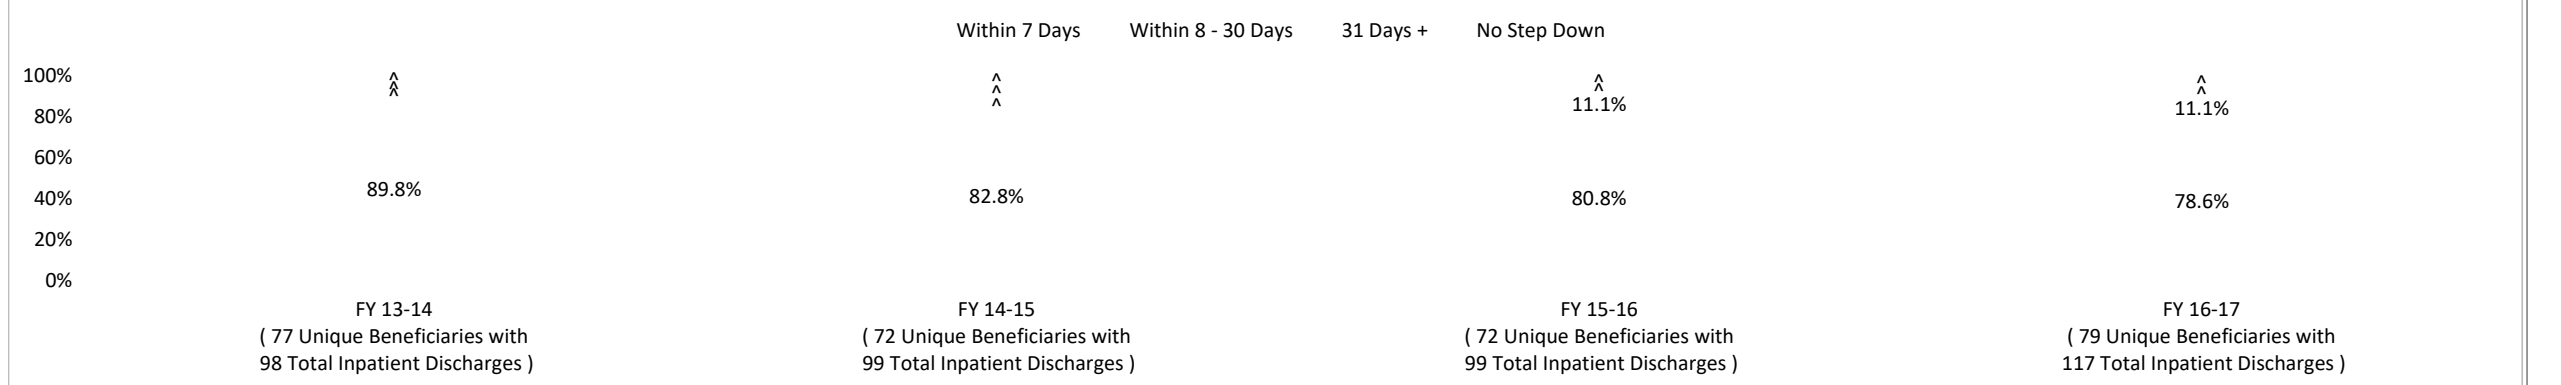 Within 7 Days Within 8 - 30 Days 31 Days + No Step Down
100%
80%
60%
40%
20%
0%
^
^
^
89.8%
^
^
^
82.8%
^
^
11.1%
80.8%
^
^
11.1%
78.6%
FY 13-14
( 77 Unique Beneficiaries with
98 Total Inpatient Discharges )
FY 14-15
( 72 Unique Beneficiaries with
99 Total Inpatient Discharges )
FY 15-16
( 72 Unique Beneficiaries with
99 Total Inpatient Discharges )
FY 16-17
( 79 Unique Beneficiaries with
117 Total Inpatient Discharges )